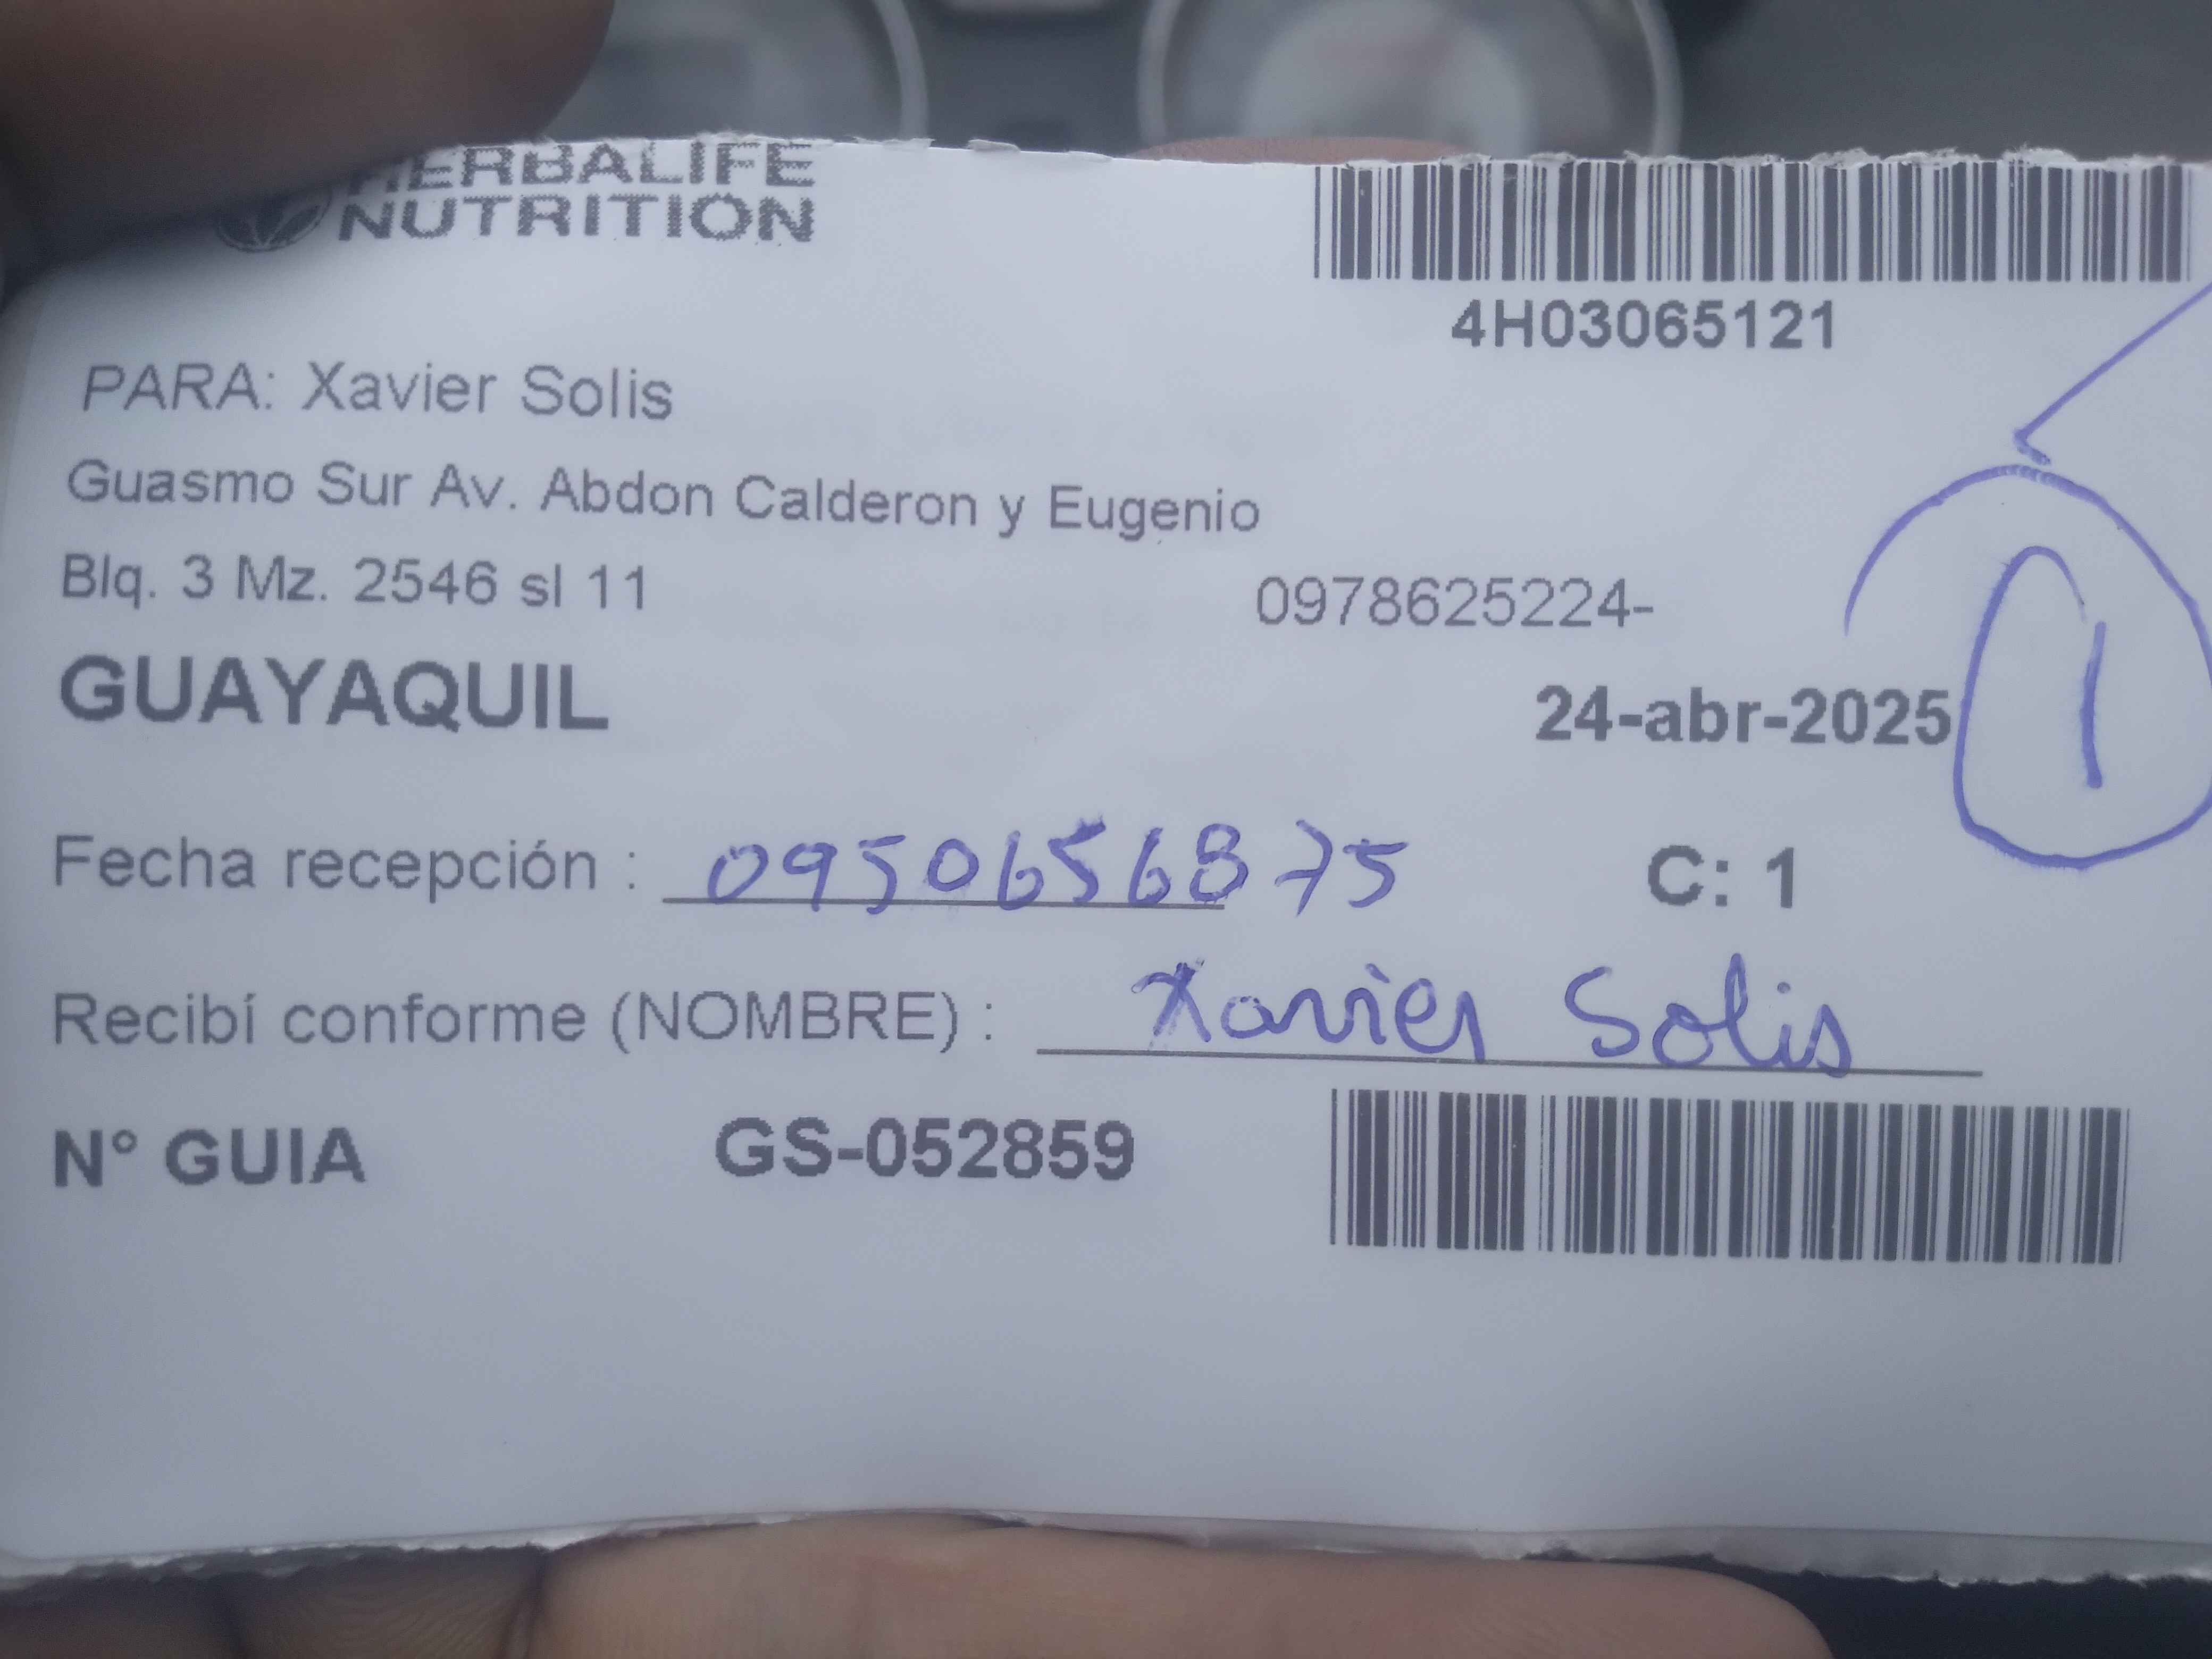 HERBALIFE
NUTRITION
4H03065121
PARA: Xavier Solis
Guasmo Sur Av. Abdon Calderon y Eugenio
Blq. 3 Mz. 2546 sl 11
0978625224-
GUAYAQUIL
24-abr-2025
1
Fecha recepción : 0950656875
C: 1
Recibí conforme (NOMBRE) : Xavier Solis
N° GUIA GS-052859